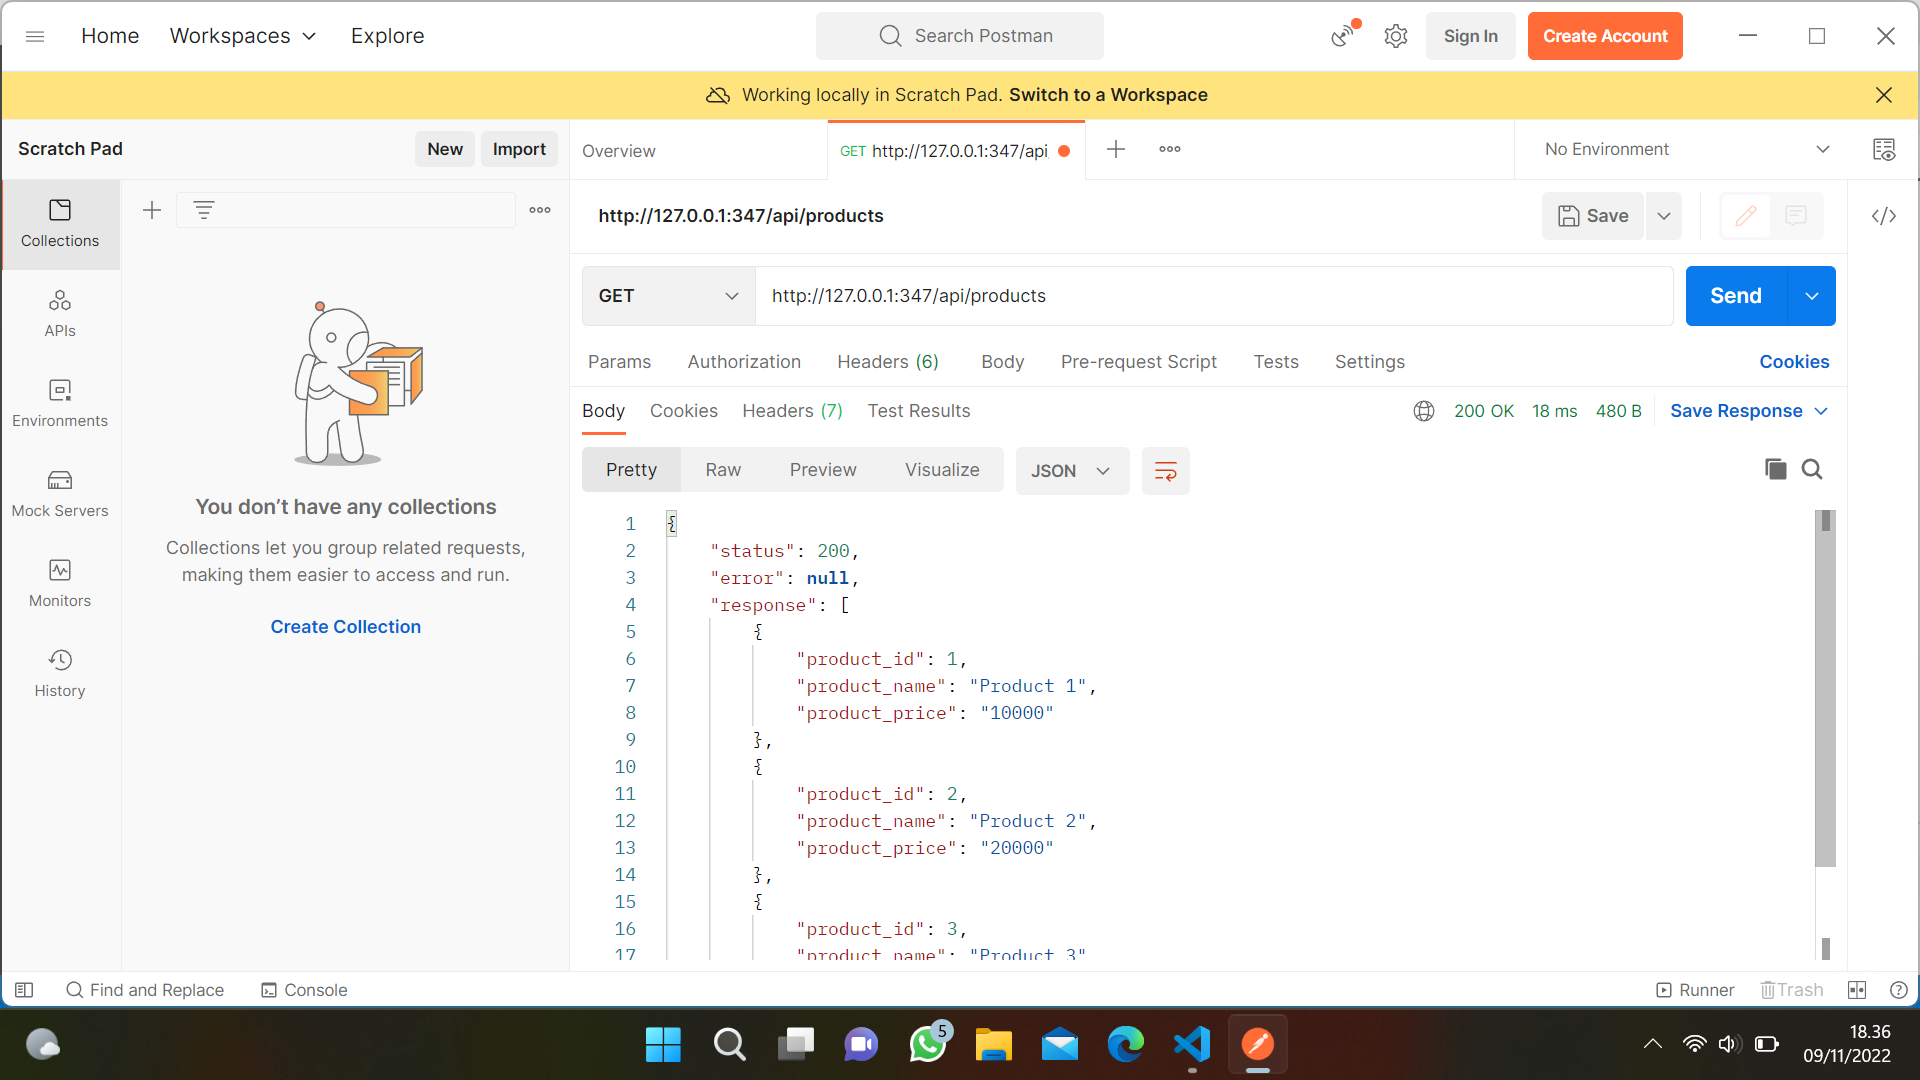 Home Workspaces Explore Search Postman Sign In Create Account
Working locally in Scratch Pad. Switch to a Workspace
Scratch Pad New Import Overview GET http://127.0.0.1:347/api No Environment
http://127.0.0.1:347/api/products Save
Collections
GET http://127.0.0.1:347/api/products Send
APIs
Params Authorization Headers (6) Body Pre-request Script Tests Settings Cookies
Body Cookies Headers (7) Test Results 200 OK 18 ms 480 B Save Response
Environments
Pretty Raw Preview Visualize JSON
Mock Servers
You don’t have any collections
Collections let you group related requests,
making them easier to access and run.
Create Collection
Monitors
History
1 {
2 "status": 200,
3 "error": null,
4 "response": [
5 {
6 "product_id": 1,
7 "product_name": "Product 1",
8 "product_price": "10000"
9 },
10 {
11 "product_id": 2,
12 "product_name": "Product 2",
13 "product_price": "20000"
14 },
15 {
16 "product_id": 3,
17 "product_name": "Product 3"
Find and Replace Console Runner Trash
5
18.36
09/11/2022